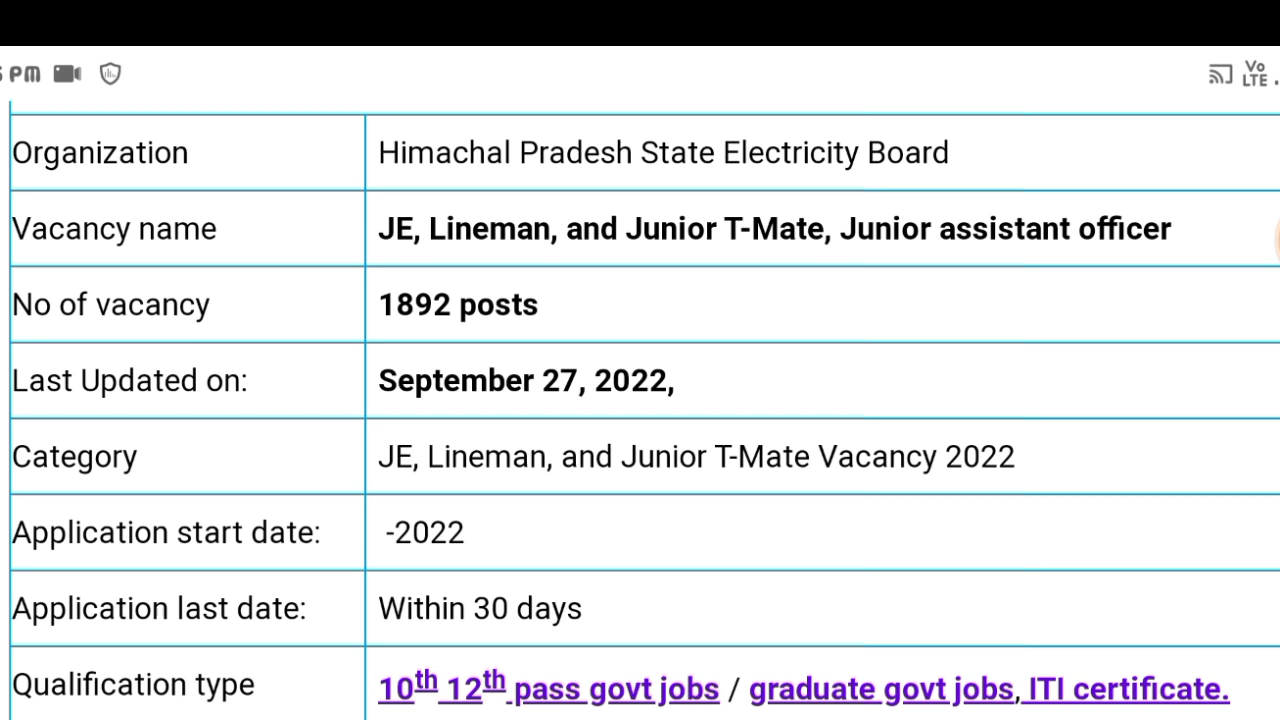 PM
Vo
LTE
Organization Himachal Pradesh State Electricity Board
Vacancy name JE, Lineman, and Junior T-Mate, Junior assistant officer
No of vacancy 1892 posts
Last Updated on: September 27, 2022,
Category JE, Lineman, and Junior T-Mate Vacancy 2022
Application start date: -2022
Application last date: Within 30 days
Qualification type 10th 12th pass govt jobs / graduate govt jobs, ITI certificate.